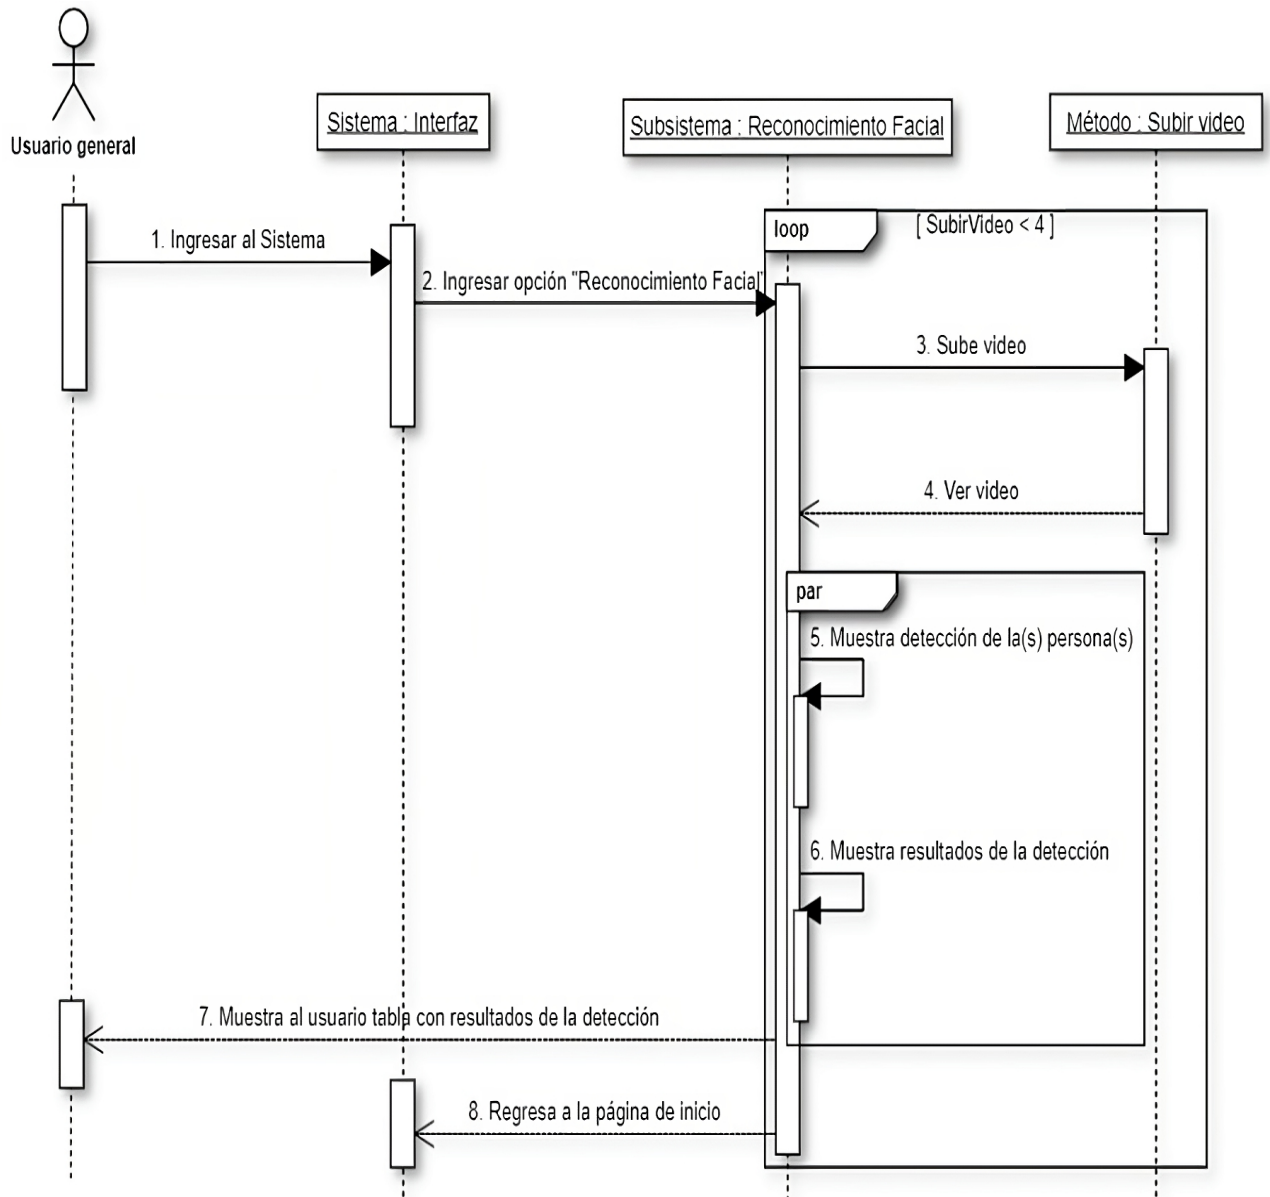 Usuario general
Sistema : Interfaz
Subsistema : Reconocimiento Facial
Método : Subir video
loop
[ SubirVideo < 4 ]
1. Ingresar al Sistema
2. Ingresar opción "Reconocimiento Facial"
3. Sube video
4. Ver video
par
5. Muestra detección de la(s) persona(s)
6. Muestra resultados de la detección
7. Muestra al usuario tabla con resultados de la detección
8. Regresa a la página de inicio